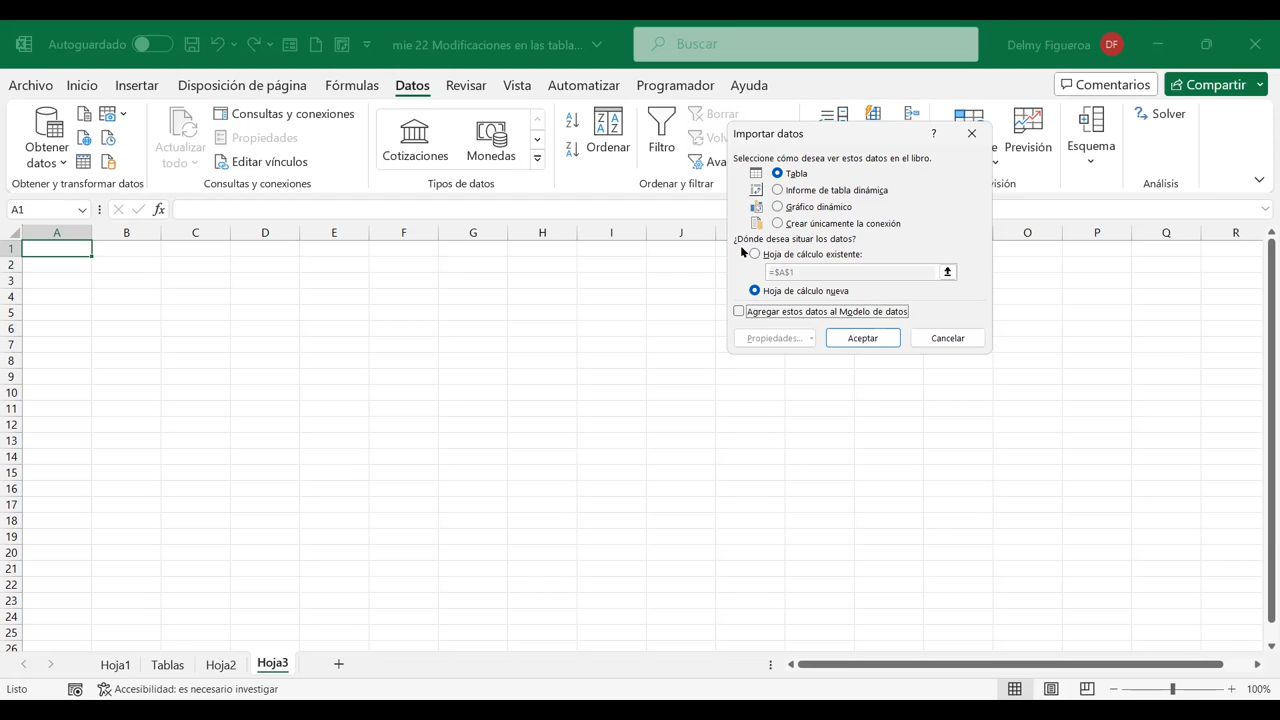 Autoguardado
mie 22 Modificaciones en las tabla...
Buscar
Delmy Figueroa
DF
Archivo Inicio Insertar Disposición de página Fórmulas Datos Revisar Vista Automatizar Programador Ayuda
Comentarios
Compartir
Obtener datos
Obtener y transformar datos
Actualizar todo
Consultas y conexiones
Propiedades
Editar vínculos
Consultas y conexiones
Cotizaciones
Monedas
Tipos de datos
Ordenar
Filtro
Borrar
Ava
Ordenar y filtrar
Previsión
Esquema
Solver
Análisis
A1
fx
Importar datos
?
Seleccione cómo desea ver estos datos en el libro.
Tabla
Informe de tabla dinámica
Gráfico dinámico
Crear únicamente la conexión
¿Dónde desea situar los datos?
Hoja de cálculo existente:
=$A$1
Hoja de cálculo nueva
Agregar estos datos al Modelo de datos
Propiedades...
Aceptar
Cancelar
A B C D E F G H I J O P Q R
1
2
3
4
5
6
7
8
9
10
11
12
13
14
15
16
17
18
19
20
21
22
23
24
25
26
Hoja1 Tablas Hoja2 Hoja3
Listo
Accesibilidad: es necesario investigar
100%